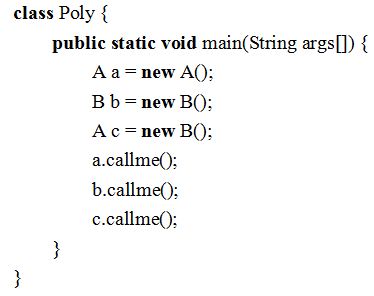 class Poly {
public static void main(String args[]) {
A a = new A();
B b = new B();
A c = new B();
a.callme();
b.callme();
c.callme();
}
}